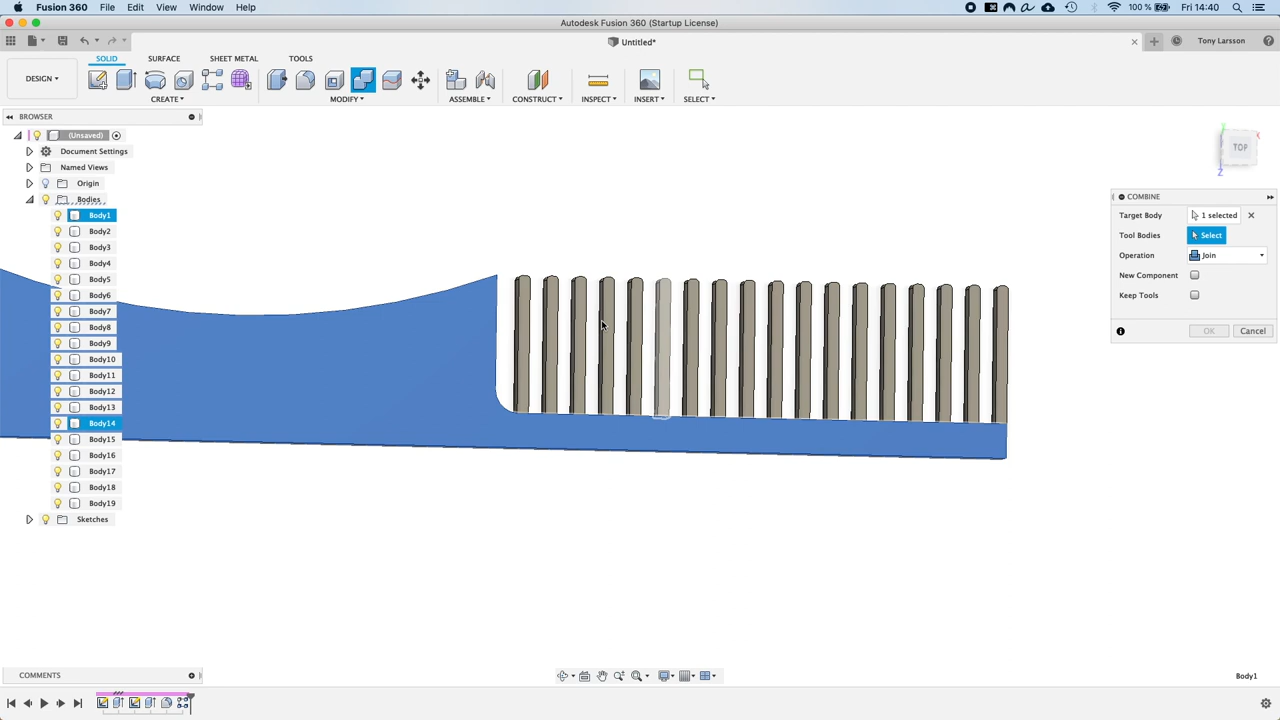 Fusion 360 File Edit View Window Help 100 % Fri 14:40
Autodesk Fusion 360 (Startup License)
Untitled* Tony Larsson
SOLID SURFACE SHEET METAL TOOLS
DESIGN
CREATE MODIFY ASSEMBLE CONSTRUCT INSPECT INSERT SELECT
BROWSER
(Unsaved)
Document Settings
Named Views
Origin
Bodies
Body1
Body2
Body3
Body4
Body5
Body6
Body7
Body8
Body9
Body10
Body11
Body12
Body13
Body14
Body15
Body16
Body17
Body18
Body19
Sketches
TOP
X
Z
COMBINE
Target Body 1 selected
Tool Bodies Select
Operation Join
New Component
Keep Tools
OK Cancel
COMMENTS
Body1